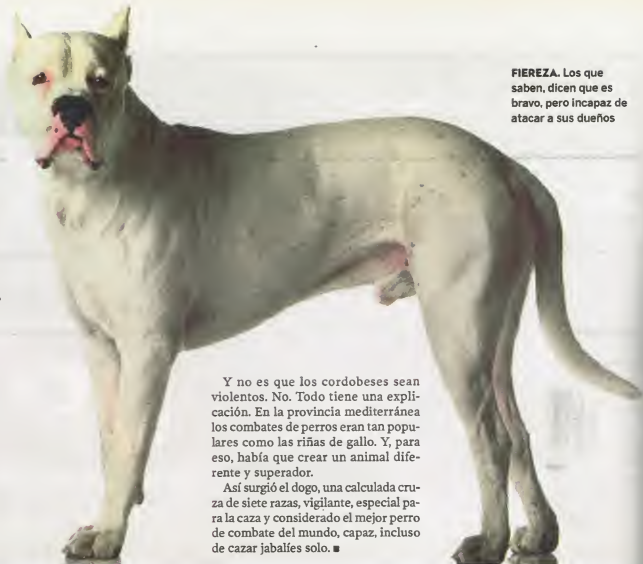 FIEREZA. Los que
saben, dicen que es
bravo, pero incapaz de
atacar a sus dueños
Y no es que los cordobeses sean
violentos. No. Todo tiene una expli-
cación. En la provincia mediterránea
los combates de perros eran tan popu-
lares como las riñas de gallo. Y, para
eso, había que crear un animal dife-
rente y superador.
Así surgió el dogo, una calculada cru-
za de siete razas, vigilante, especial pa-
ra la caza y considerado el mejor perro
de combate del mundo, capaz, incluso
de cazar jabalíes solo. ■